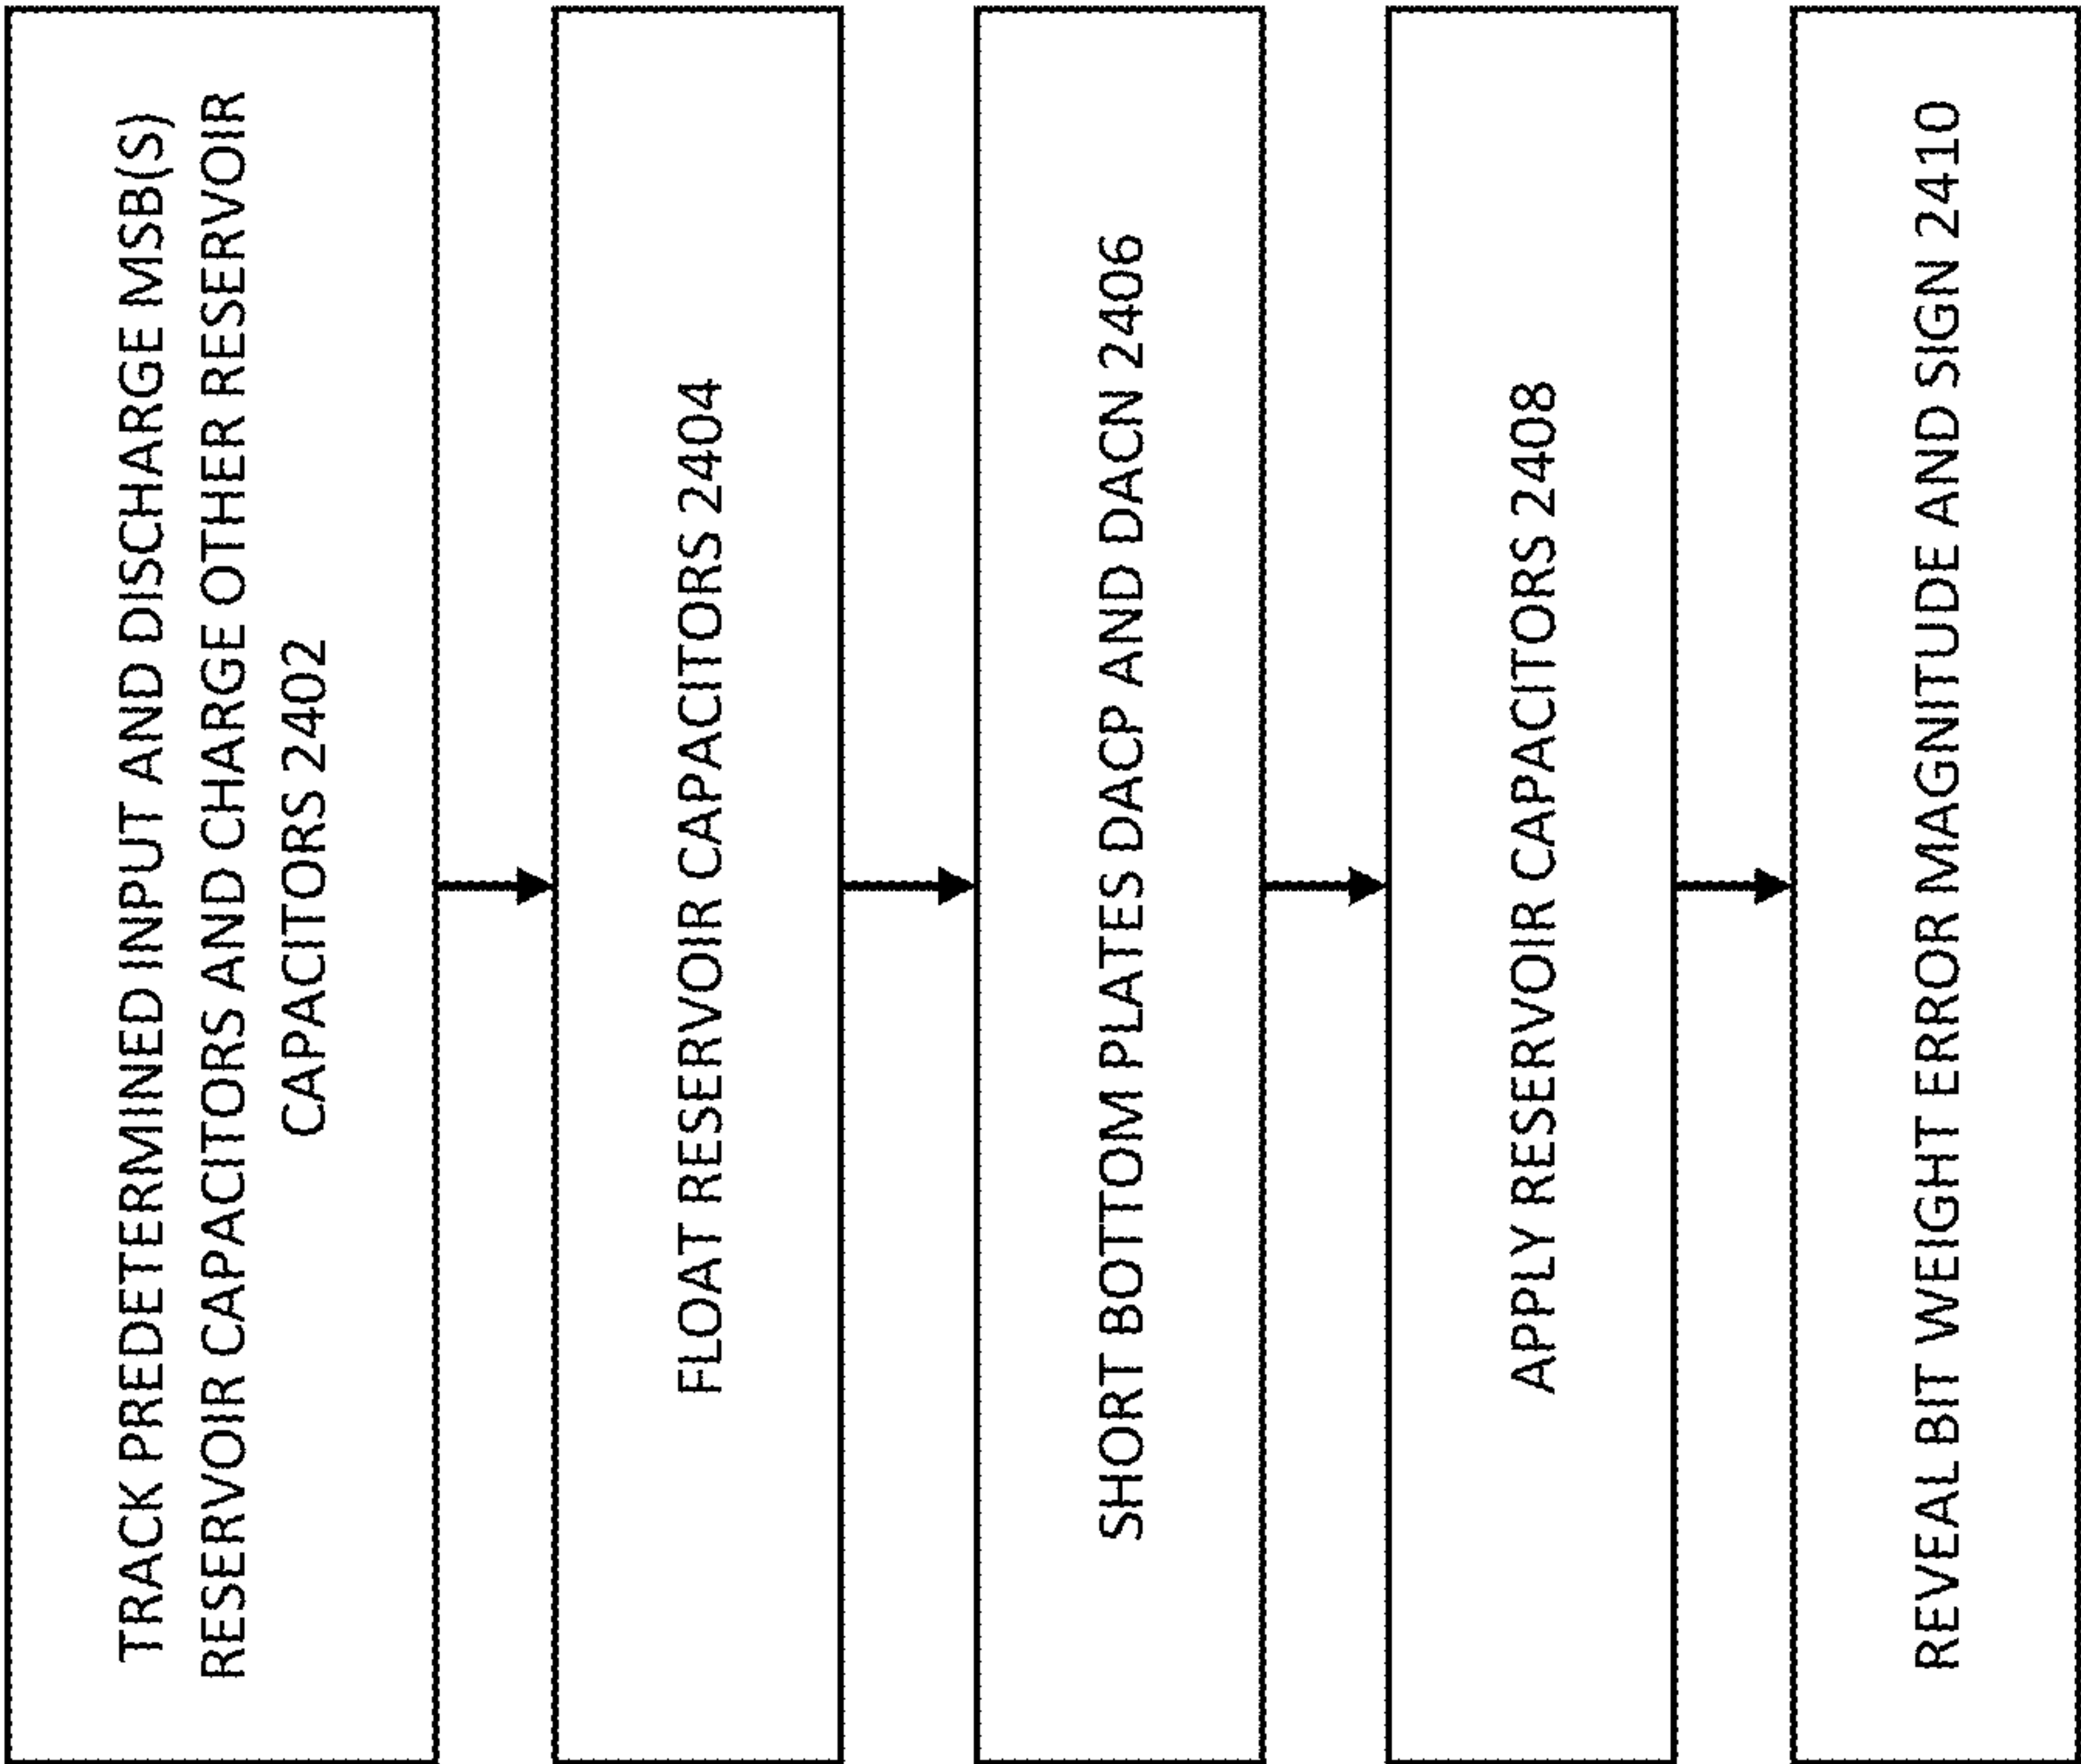 TRACK PREDETERMINED INPUT AND DISCHARGE MSB(S)
RESERVOIR CAPACITORS AND CHARGE OTHER RESERVOIR
CAPACITORS 2402
FLOAT RESERVOIR CAPACITORS 2404
SHORT BOTTOM PLATES DACP AND DACN 2406
APPLY RESERVOIR CAPACITORS 2408
REVEAL BIT WEIGHT ERROR MAGNITUDE AND SIGN 2410